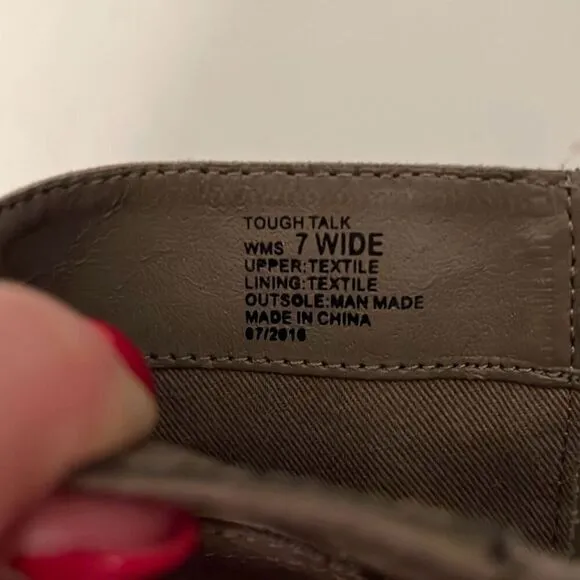 TOUGH TALK
WMS 7 WIDE
UPPER:TEXTILE
LINING:TEXTILE
OUTSOLE:MAN MADE
MADE IN CHINA
07/2016